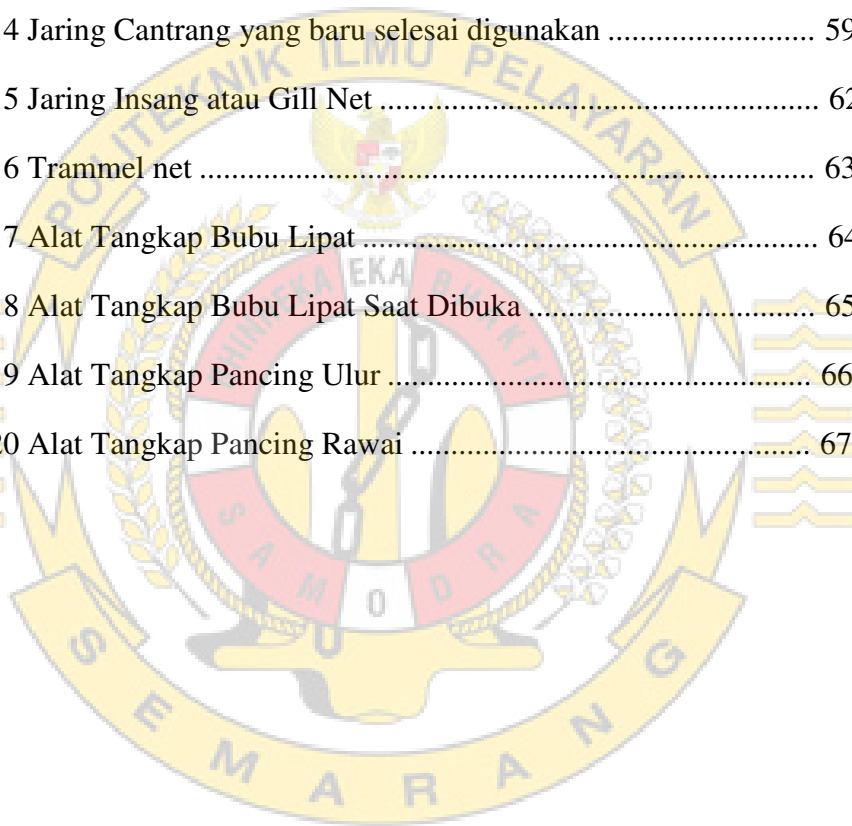 4 Jaring Cantrang yang baru selesai digunakan .......................... 59
5 Jaring Insang atau Gill Net ....................................................... 62
6 Trammel net ............................................................................. 63
7 Alat Tangkap Bubu Lipat ......................................................... 64
8 Alat Tangkap Bubu Lipat Saat Dibuka .................................... 65
9 Alat Tangkap Pancing Ulur ..................................................... 66
20 Alat Tangkap Pancing Rawai .................................................. 67
POLITEKNIK ILMU PELAYARAN
BHINNEKA EKA BHAKTI
SAMODRA
SEMARANG